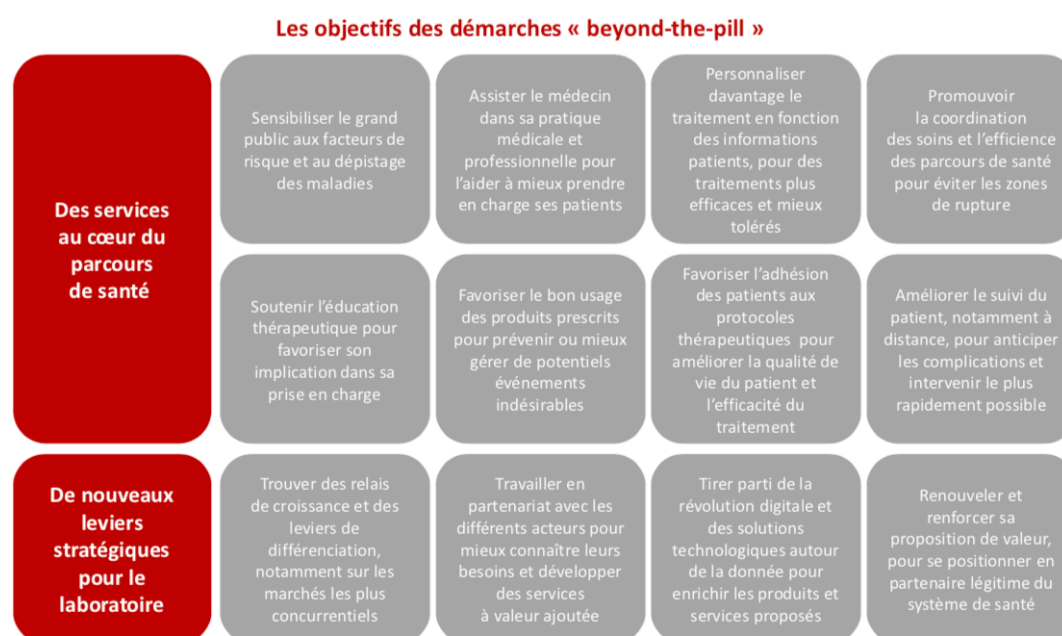 Les objectifs des démarches « beyond-the-pill »
Des services
au cœur du
parcours
de santé
Sensibiliser le grand
public aux facteurs de
risque et au dépistage
des maladies
Assister le médecin
dans sa pratique
médicale et
professionnelle pour
l’aider à mieux prendre
en charge ses patients
Personnaliser
davantage le
traitement en fonction
des informations
patients, pour des
traitements plus
efficaces et mieux
tolérés
Promouvoir
la coordination
des soins et l’efficience
des parcours de santé
pour éviter les zones
de rupture
Soutenir l’éducation
thérapeutique pour
favoriser son
implication dans sa
prise en charge
Favoriser le bon usage
des produits prescrits
pour prévenir ou mieux
gérer de potentiels
événements
indésirables
Favoriser l’adhésion
des patients aux
protocoles
thérapeutiques pour
améliorer la qualité de
vie du patient et
l’efficacité du
traitement
Améliorer le suivi du
patient, notamment à
distance, pour anticiper
les complications et
intervenir le plus
rapidement possible
De nouveaux
leviers
stratégiques
pour le
laboratoire
Trouver des relais
de croissance et des
leviers de
différenciation,
notamment sur les
marchés les plus
concurrentiels
Travailler en
partenariat avec les
différents acteurs pour
mieux connaître leurs
besoins et développer
des services
à valeur ajoutée
Tirer parti de la
révolution digitale et
des solutions
technologiques autour
de la donnée pour
enrichir les produits et
services proposés
Renouveler et
renforcer sa
proposition de valeur,
pour se positionner en
partenaire légitime du
système de santé